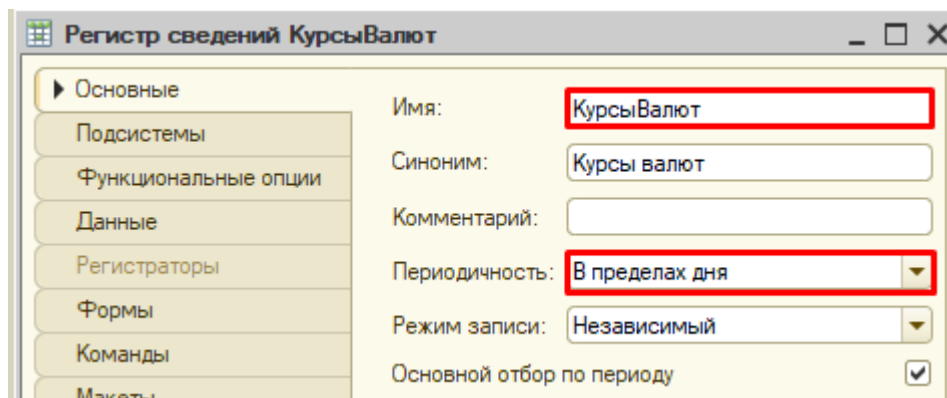 Регистр сведений КурсыВалют
Основные
Подсистемы
Функциональные опции
Данные
Регистраторы
Формы
Команды
Макеты
Имя: КурсыВалют
Синоним: Курсы валют
Комментарий:
Периодичность: В пределах дня
Режим записи: Независимый
Основной отбор по периоду